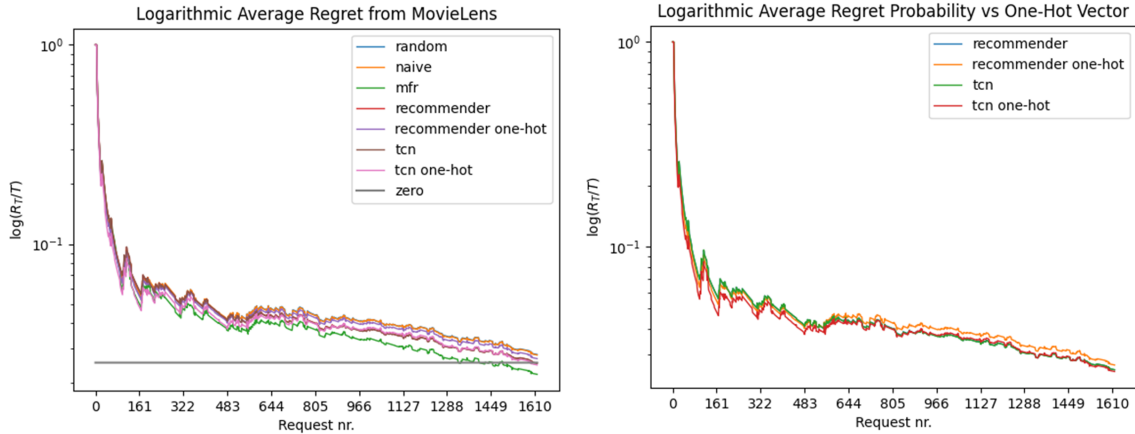 Logarithmic Average Regret from MovieLens
10⁰
10⁻¹
log(R_T/T)
random
naive
mfr
recommender
recommender one-hot
tcn
tcn one-hot
zero
0 161 322 483 644 805 966 1127 1288 1449 1610
Request nr.
Logarithmic Average Regret Probability vs One-Hot Vector
10⁰
10⁻¹
log(R_T/T)
recommender
recommender one-hot
tcn
tcn one-hot
0 161 322 483 644 805 966 1127 1288 1449 1610
Request nr.